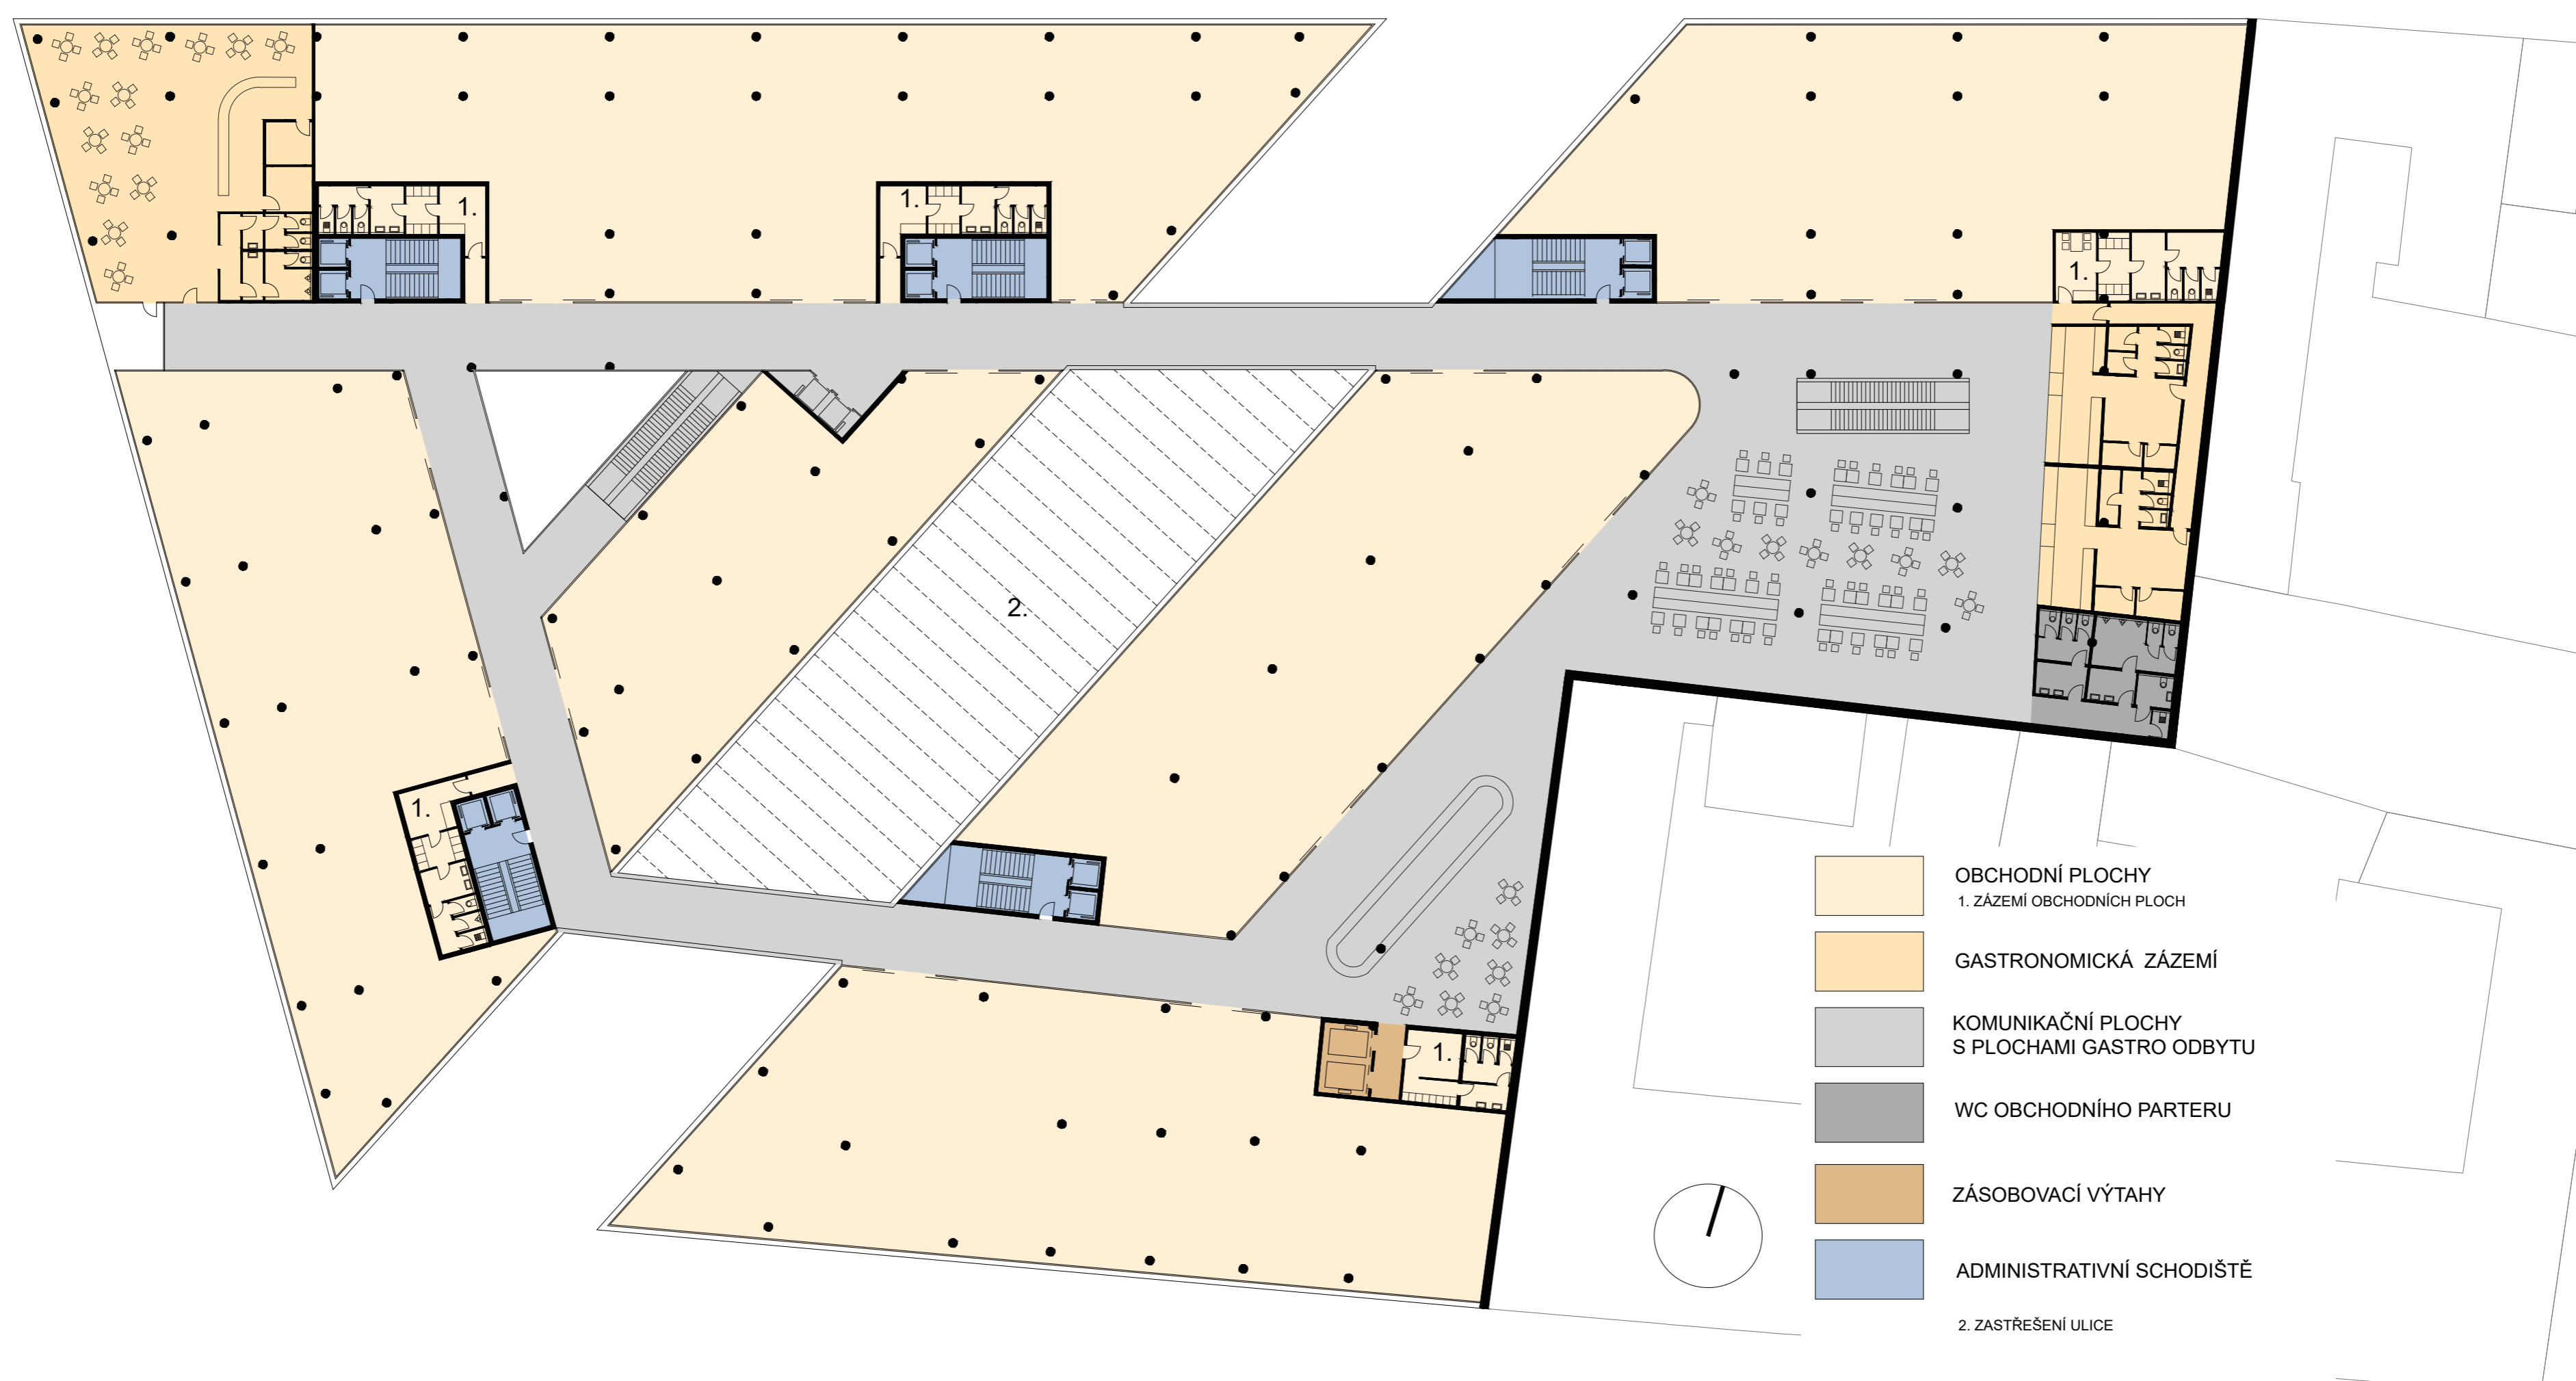 1.
1.
1.
2.
1.
1.
OBCHODNÍ PLOCHY
1. ZÁZEMÍ OBCHODNÍCH PLOCH
GASTRONOMICKÁ ZÁZEMÍ
KOMUNIKAČNÍ PLOCHY
S PLOCHAMI GASTRO ODBYTU
WC OBCHODNÍHO PARTERU
ZÁSOBOVACÍ VÝTAHY
ADMINISTRATIVNÍ SCHODIŠTĚ
2. ZASTŘEŠENÍ ULICE